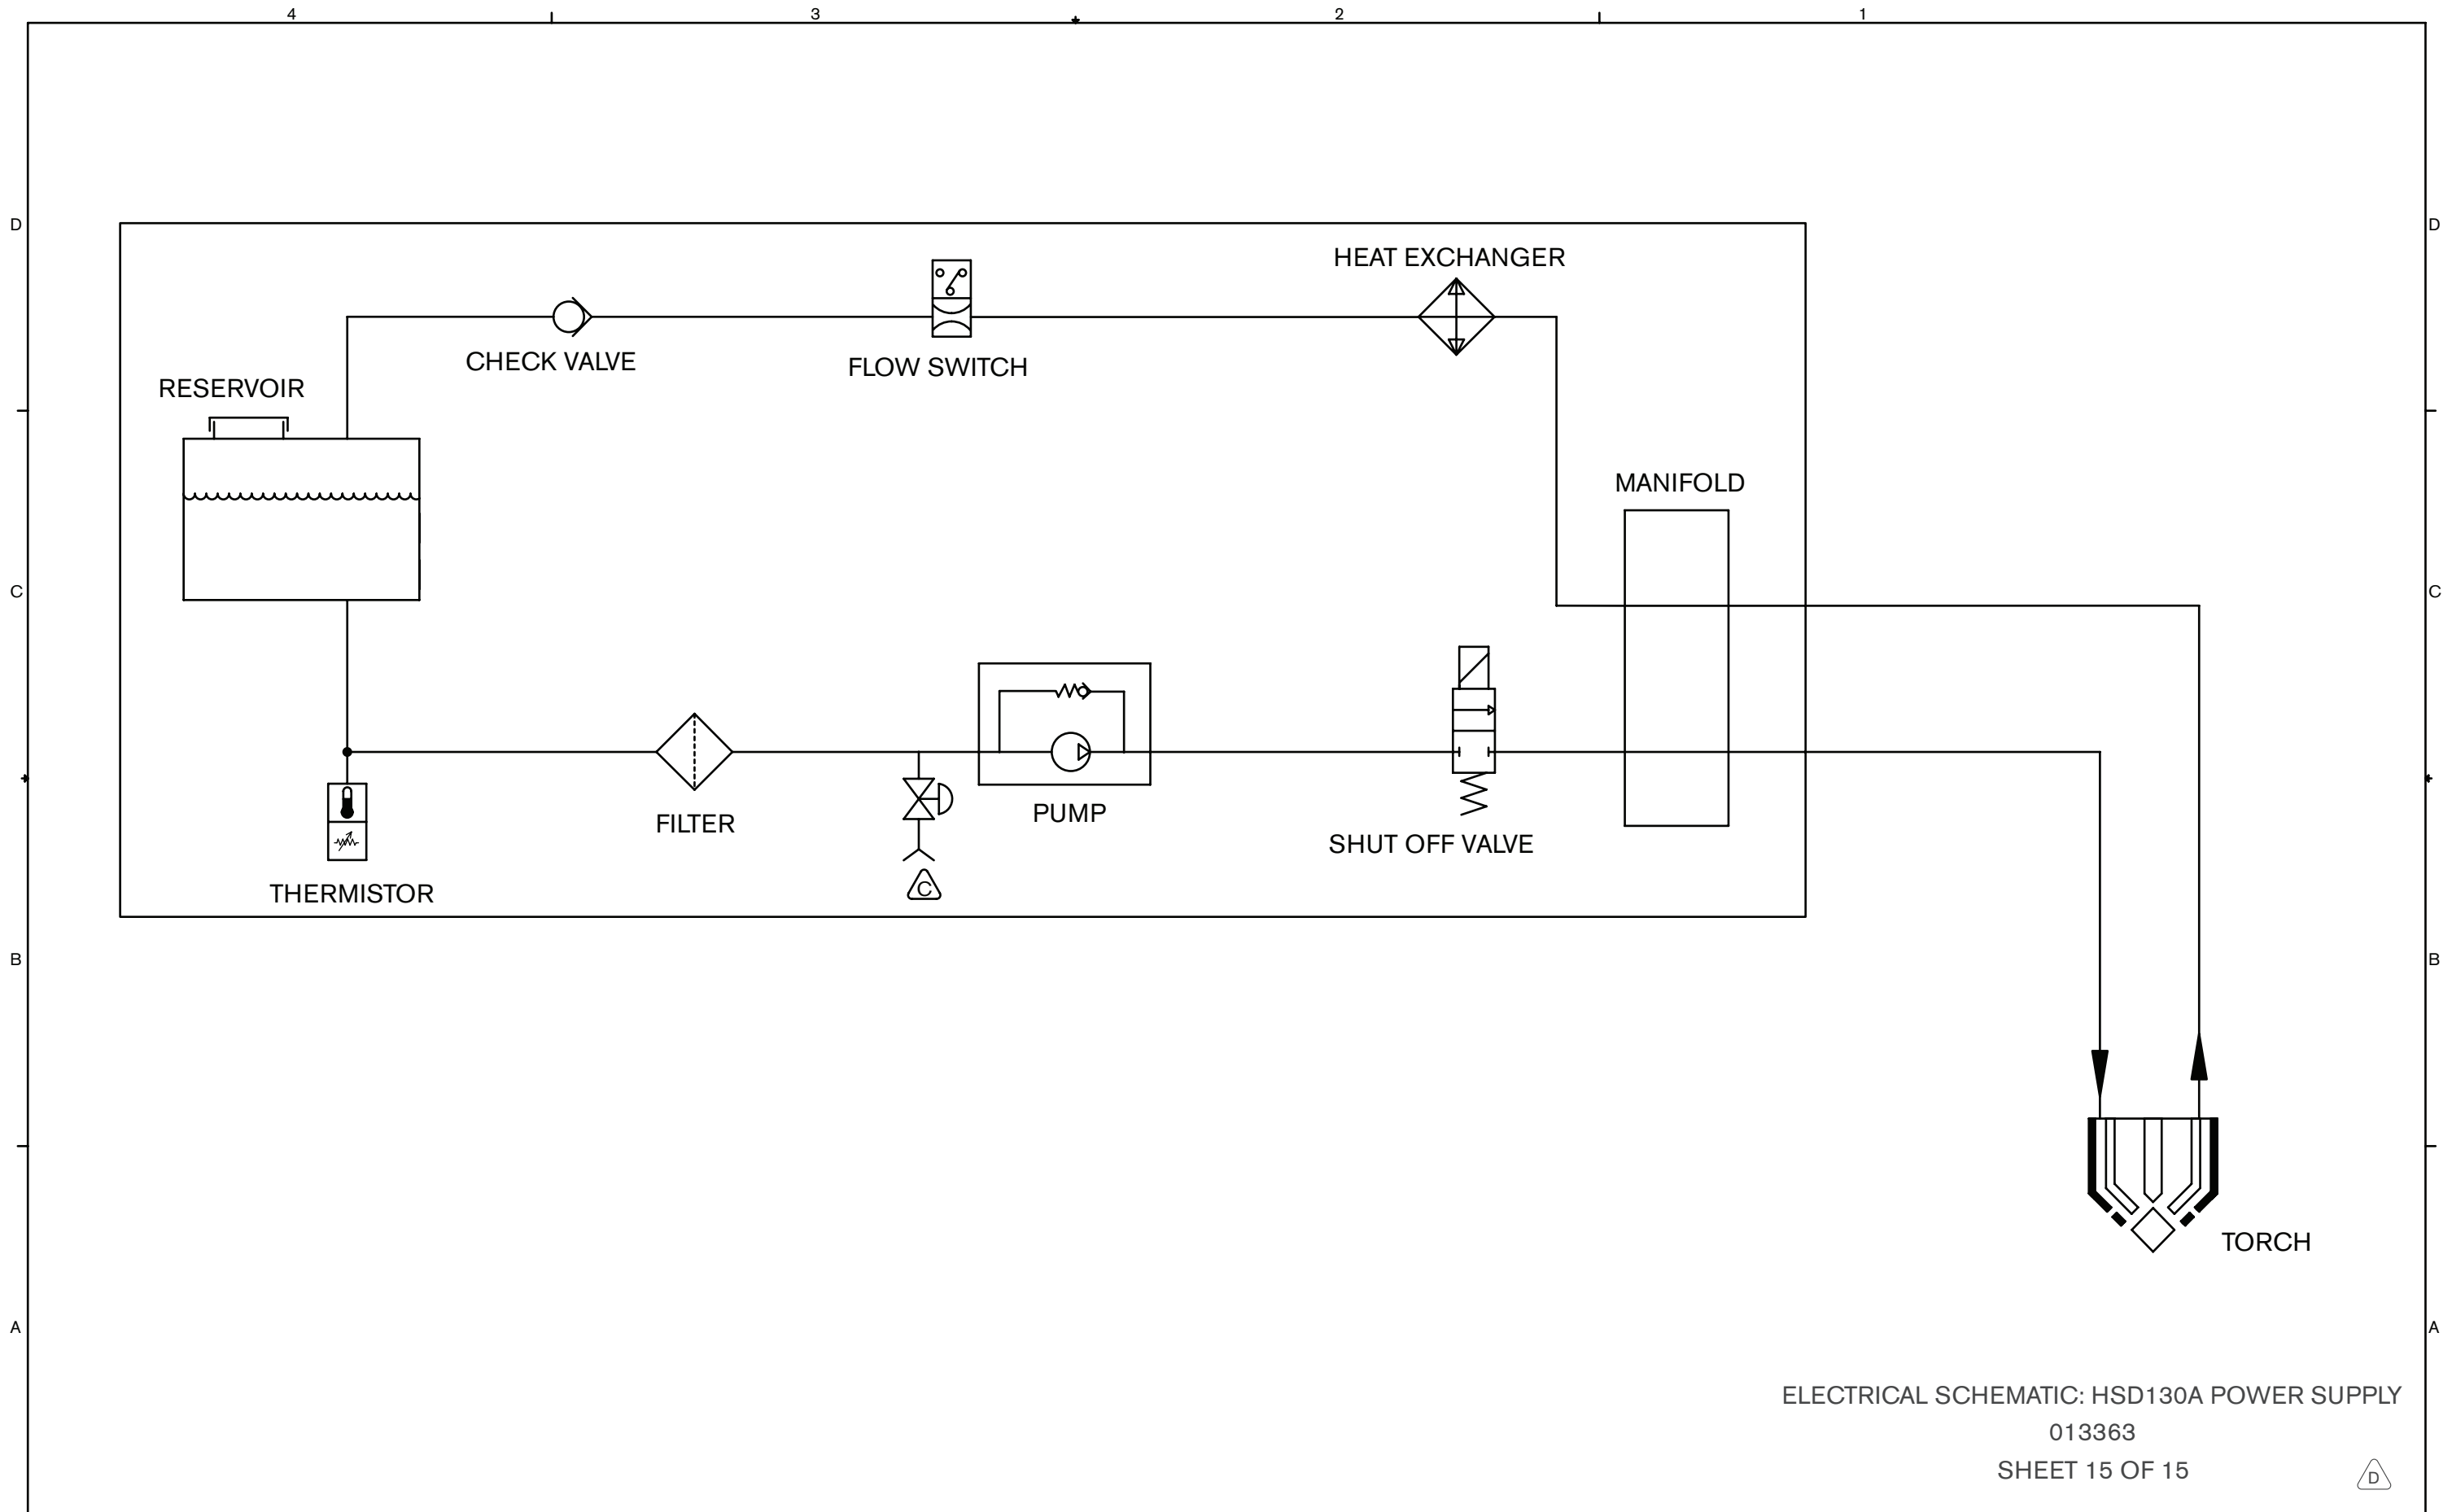 4 3 2 1
D D
HEAT EXCHANGER
CHECK VALVE
FLOW SWITCH
RESERVOIR
MANIFOLD
C C
PUMP
FILTER
SHUT OFF VALVE
THERMISTOR
C
B B
TORCH
A A
ELECTRICAL SCHEMATIC: HSD130A POWER SUPPLY
013363
SHEET 15 OF 15
D